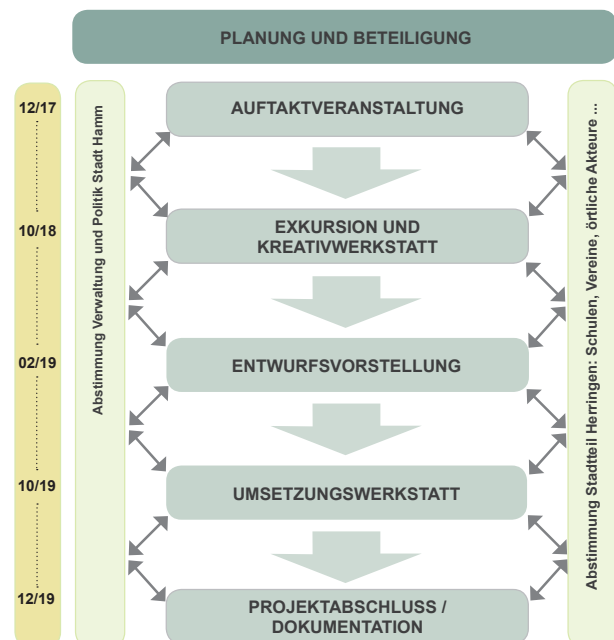 PLANUNG UND BETEILIGUNG
12/17
10/18
02/19
10/19
12/19
Abstimmung Verwaltung und Politik Stadt Hamm
AUFTAKTVERANSTALTUNG
EXKURSION UND
KREATIVWERKSTATT
ENTWURFSVORSTELLUNG
UMSETZUNGSWERKSTATT
PROJEKTABSCHLUSS /
DOKUMENTATION
Abstimmung Stadtteil Herringen: Schulen, Vereine, örtliche Akteure ...